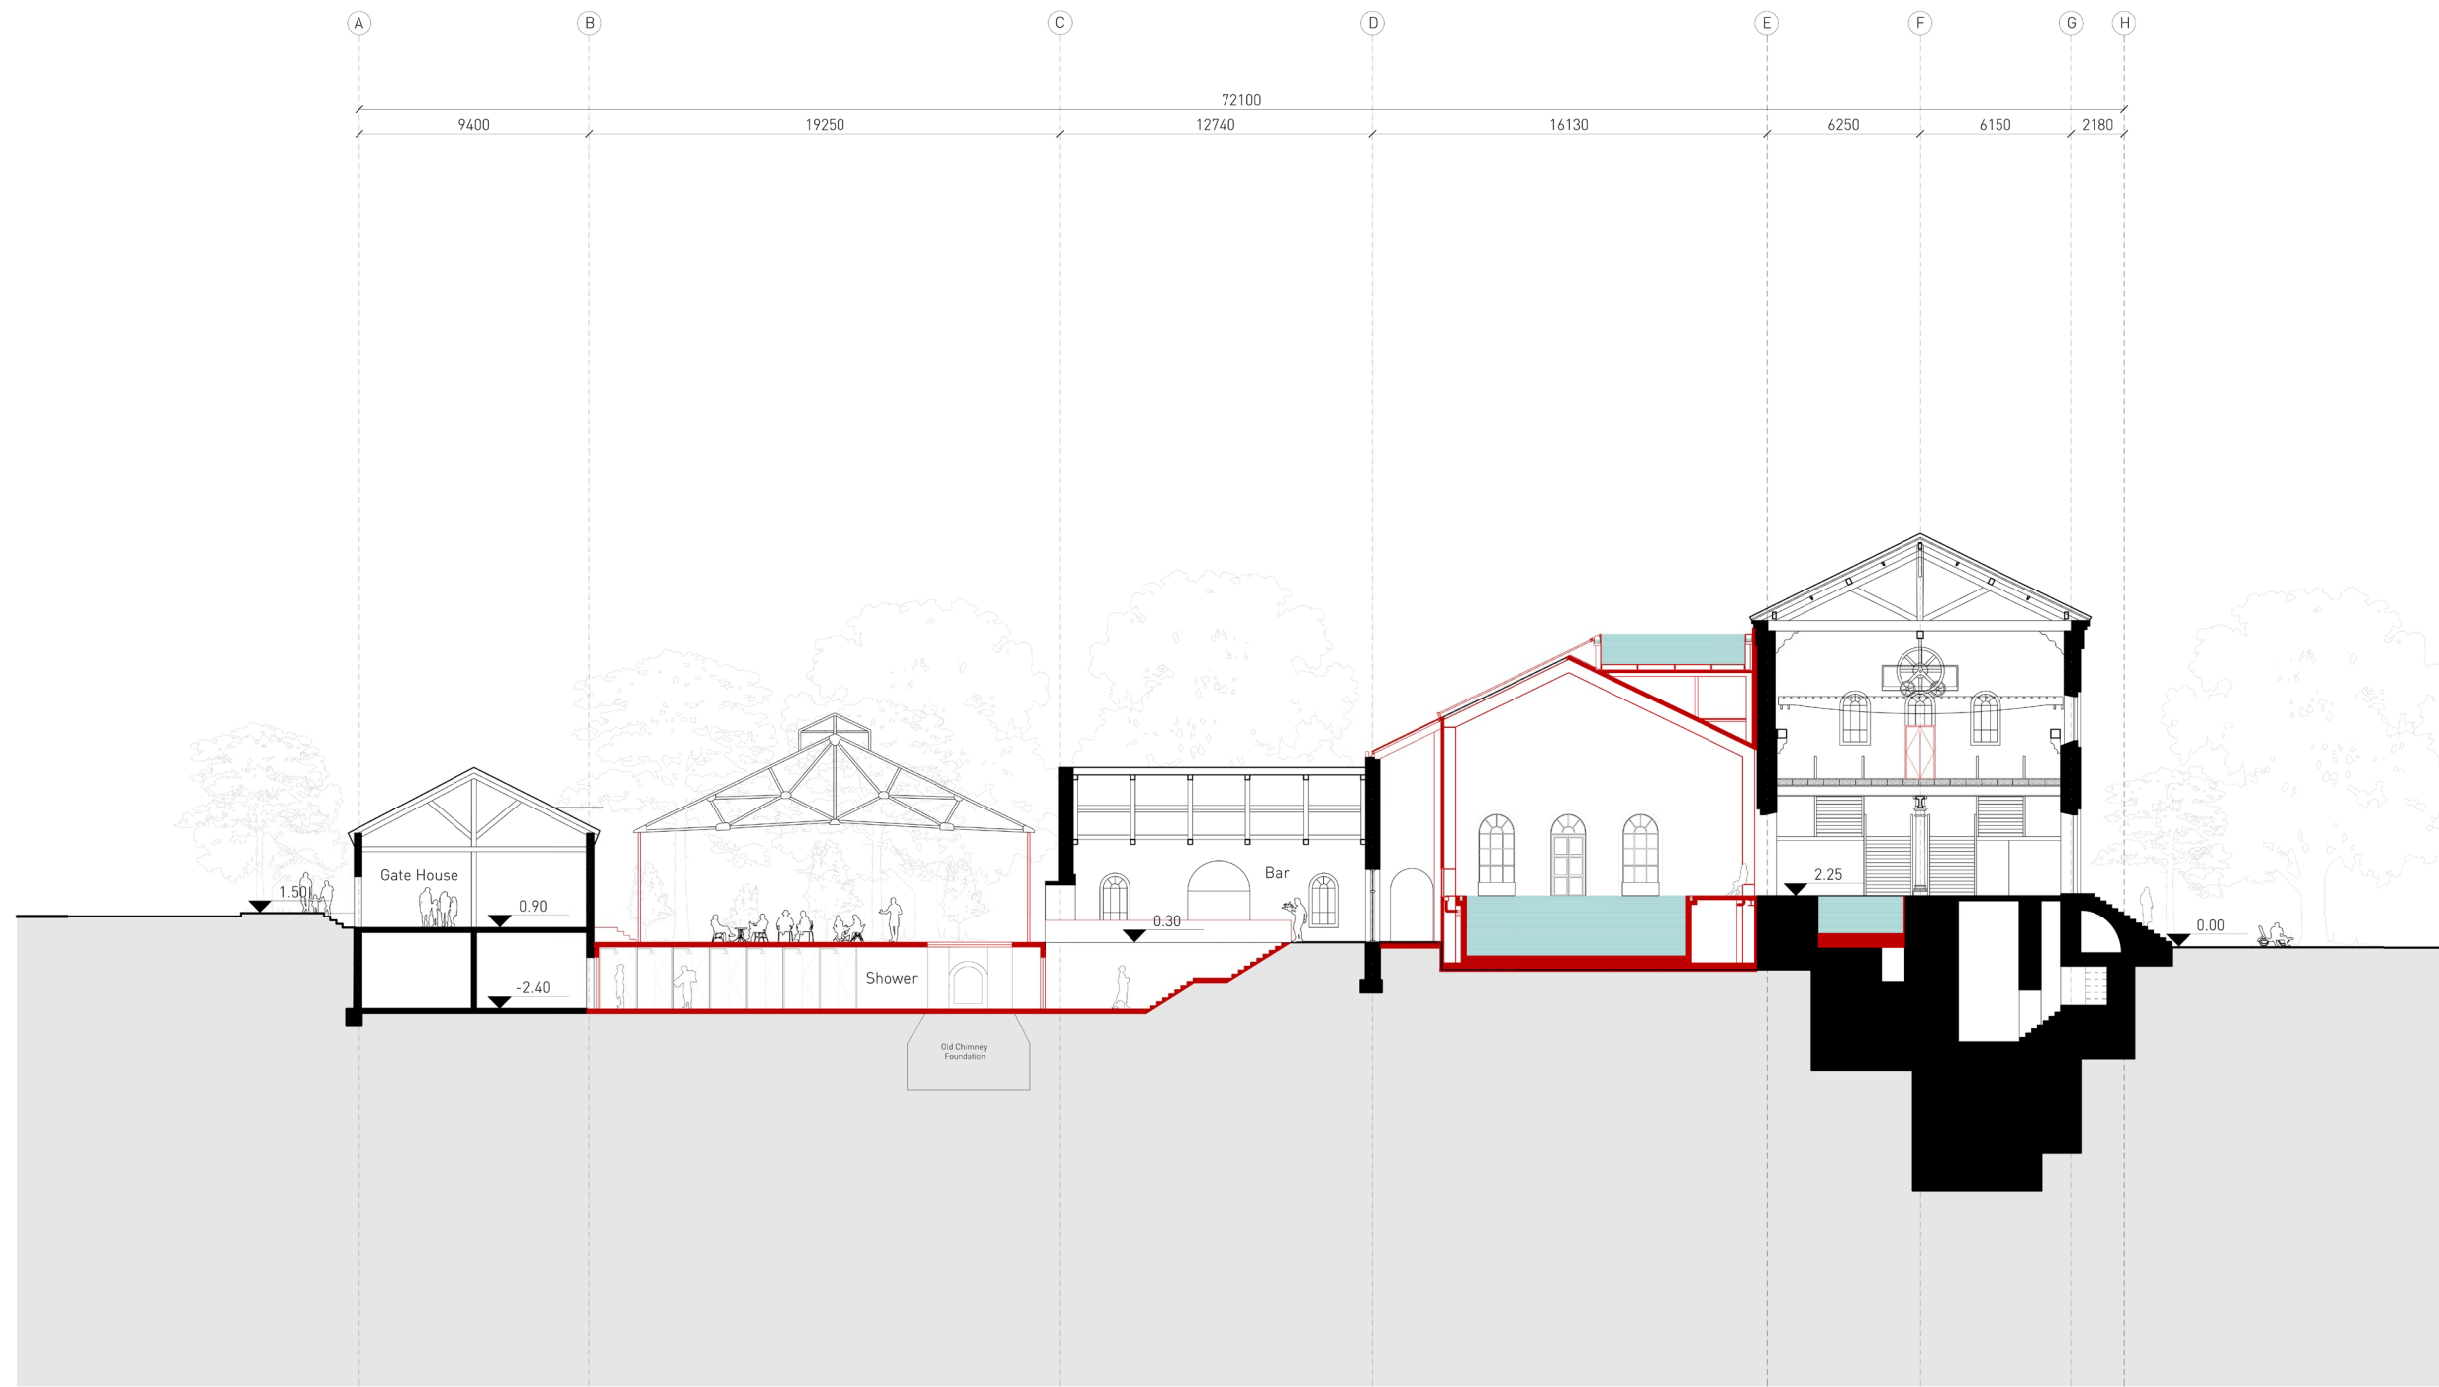 A B C D E F G H
72100
9400 19250 12740 16130 6250 6150 2180
Gate House
Bar
1.50
0.90
0.30
2.25
0.00
-2.40
Shower
Old Chimney
Foundation